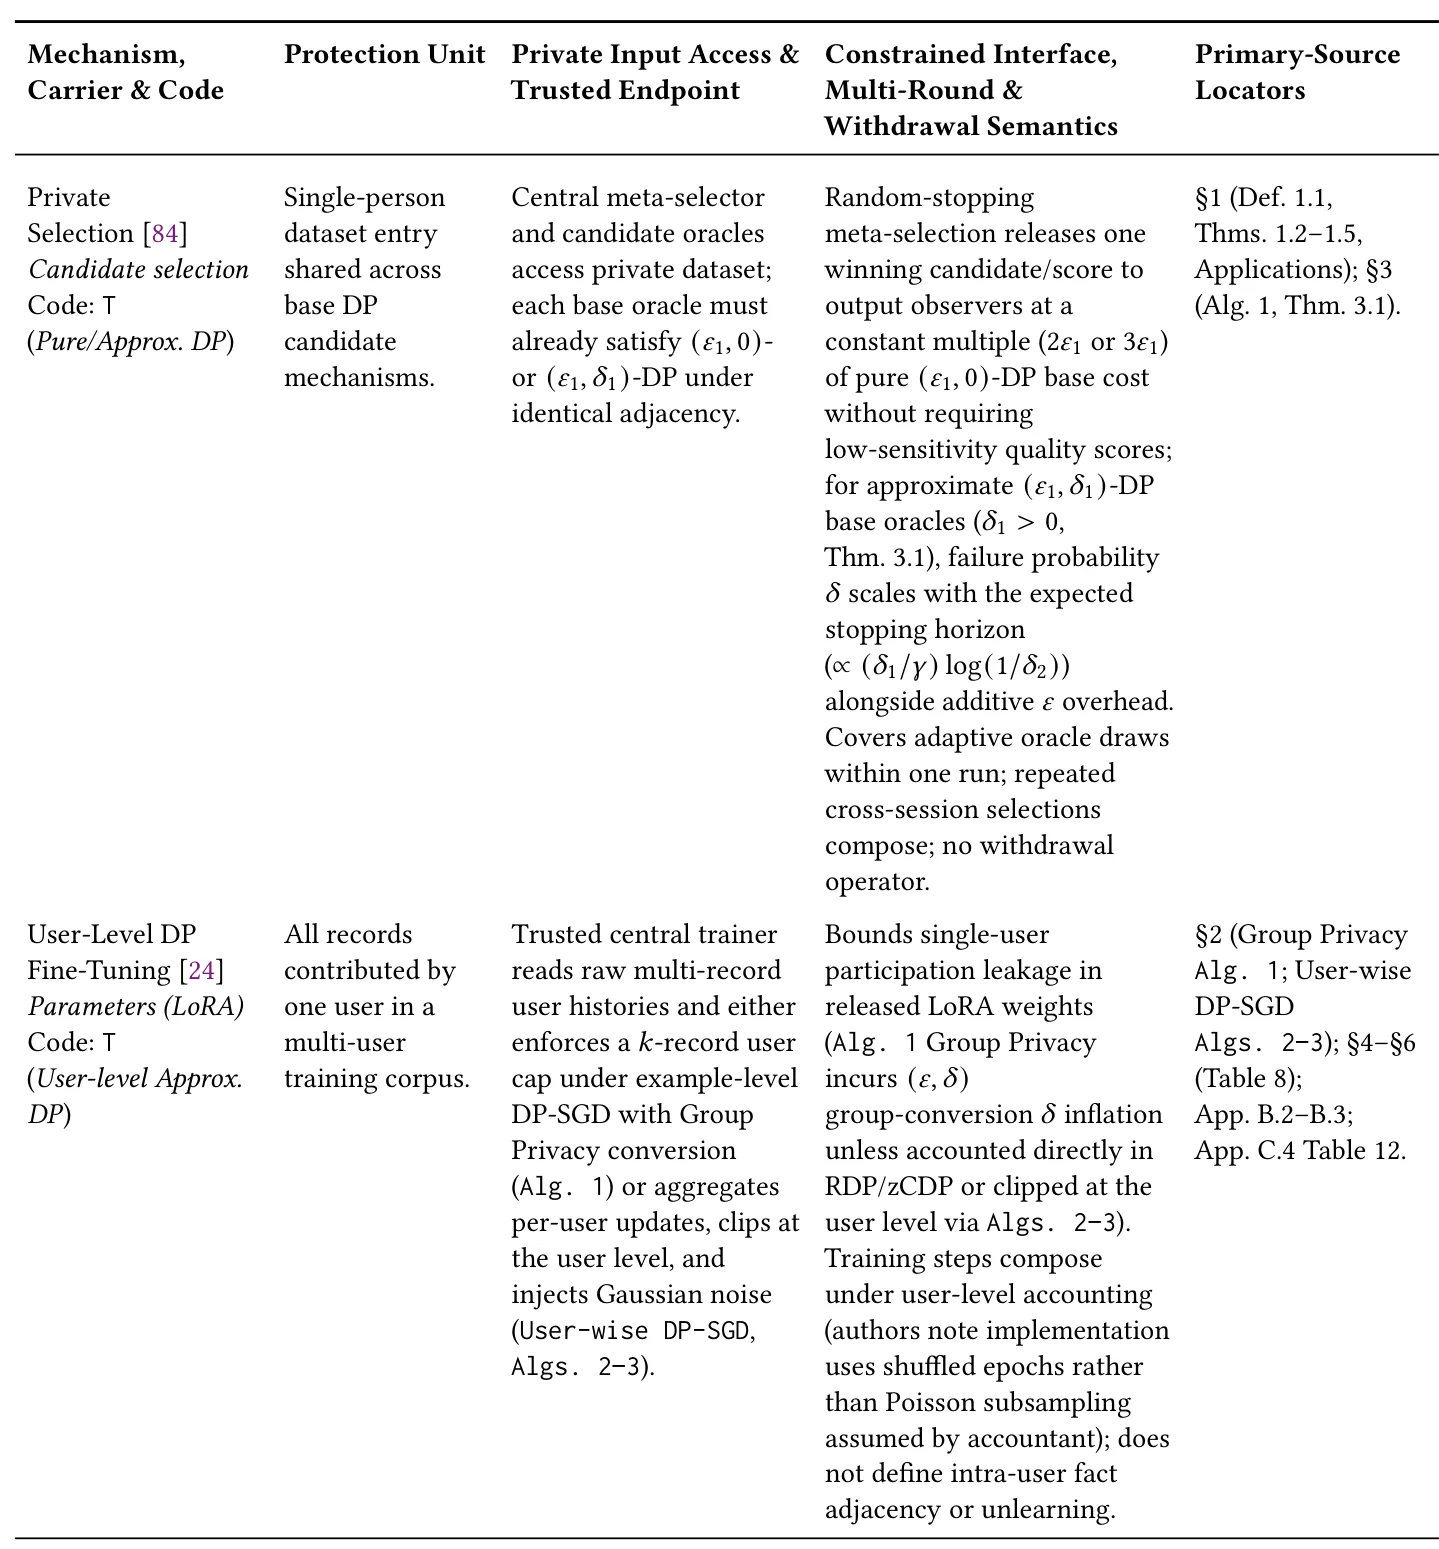 Mechanism,
Carrier & Code
Protection Unit
Private Input Access &
Trusted Endpoint
Constrained Interface,
Multi-Round &
Withdrawal Semantics
Primary-Source
Locators
Private
Selection [84]
Candidate selection
Code: T
(Pure/Approx. DP)
Single-person
dataset entry
shared across
base DP
candidate
mechanisms.
Central meta-selector
and candidate oracles
access private dataset;
each base oracle must
already satisfy (ε₁, 0)-
or (ε₁, δ₁)-DP under
identical adjacency.
Random-stopping
meta-selection releases one
winning candidate/score to
output observers at a
constant multiple (2ε₁ or 3ε₁)
of pure (ε₁, 0)-DP base cost
without requiring
low-sensitivity quality scores;
for approximate (ε₁, δ₁)-DP
base oracles (δ₁ > 0,
Thm. 3.1), failure probability
δ scales with the expected
stopping horizon
(∝ (δ₁/γ) log(1/δ₂))
alongside additive ε overhead.
Covers adaptive oracle draws
within one run; repeated
cross-session selections
compose; no withdrawal
operator.
§1 (Def. 1.1,
Thms. 1.2–1.5,
Applications); §3
(Alg. 1, Thm. 3.1).
User-Level DP
Fine-Tuning [24]
Parameters (LoRA)
Code: T
(User-level Approx.
DP)
All records
contributed by
one user in a
multi-user
training corpus.
Trusted central trainer
reads raw multi-record
user histories and either
enforces a k-record user
cap under example-level
DP-SGD with Group
Privacy conversion
(Alg. 1) or aggregates
per-user updates, clips at
the user level, and
injects Gaussian noise
(User-wise DP-SGD,
Algs. 2–3).
Bounds single-user
participation leakage in
released LoRA weights
(Alg. 1 Group Privacy
incurs (ε, δ)
group-conversion δ inflation
unless accounted directly in
RDP/zCDP or clipped at the
user level via Algs. 2–3).
Training steps compose
under user-level accounting
(authors note implementation
uses shuffled epochs rather
than Poisson subsampling
assumed by accountant); does
not define intra-user fact
adjacency or unlearning.
§2 (Group Privacy
Alg. 1; User-wise
DP-SGD
Algs. 2–3); §4–§6
(Table 8);
App. B.2–B.3;
App. C.4 Table 12.